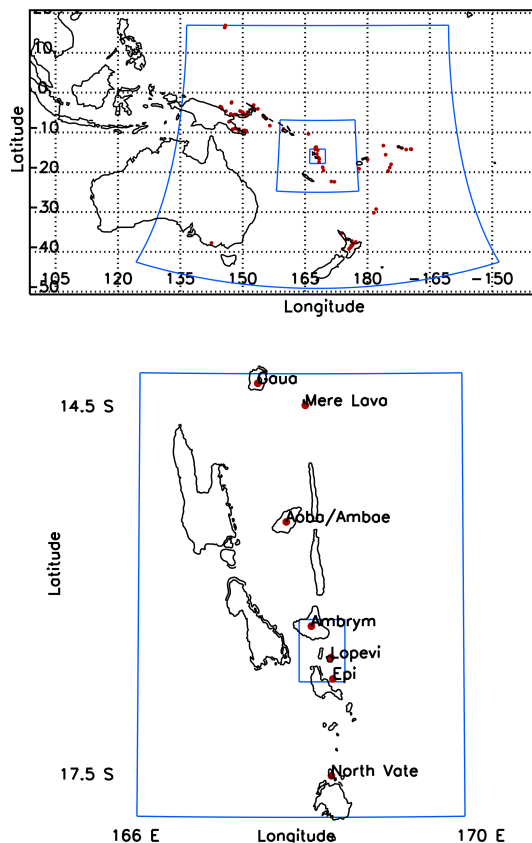 20
10
0
-10
-20
-30
-40
-50
Latitude
105 120 135 150 165 180 -165 -150
Longitude
Gaua
14.5 S
Mere Lava
Aoba/Ambae
Latitude
Ambrym
Lopevi
Epi
17.5 S
North Vate
166 E Longitude 170 E